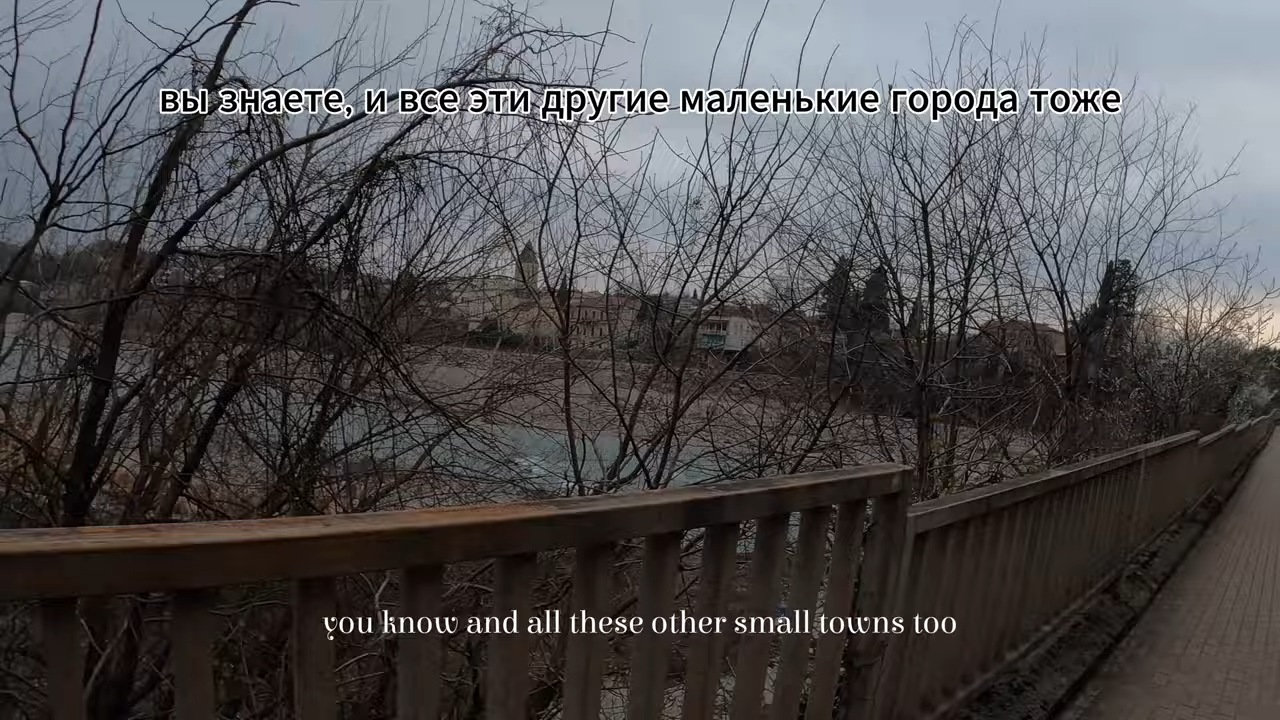 вы знаете, и все эти другие маленькие города тоже
you know and all these other small towns too